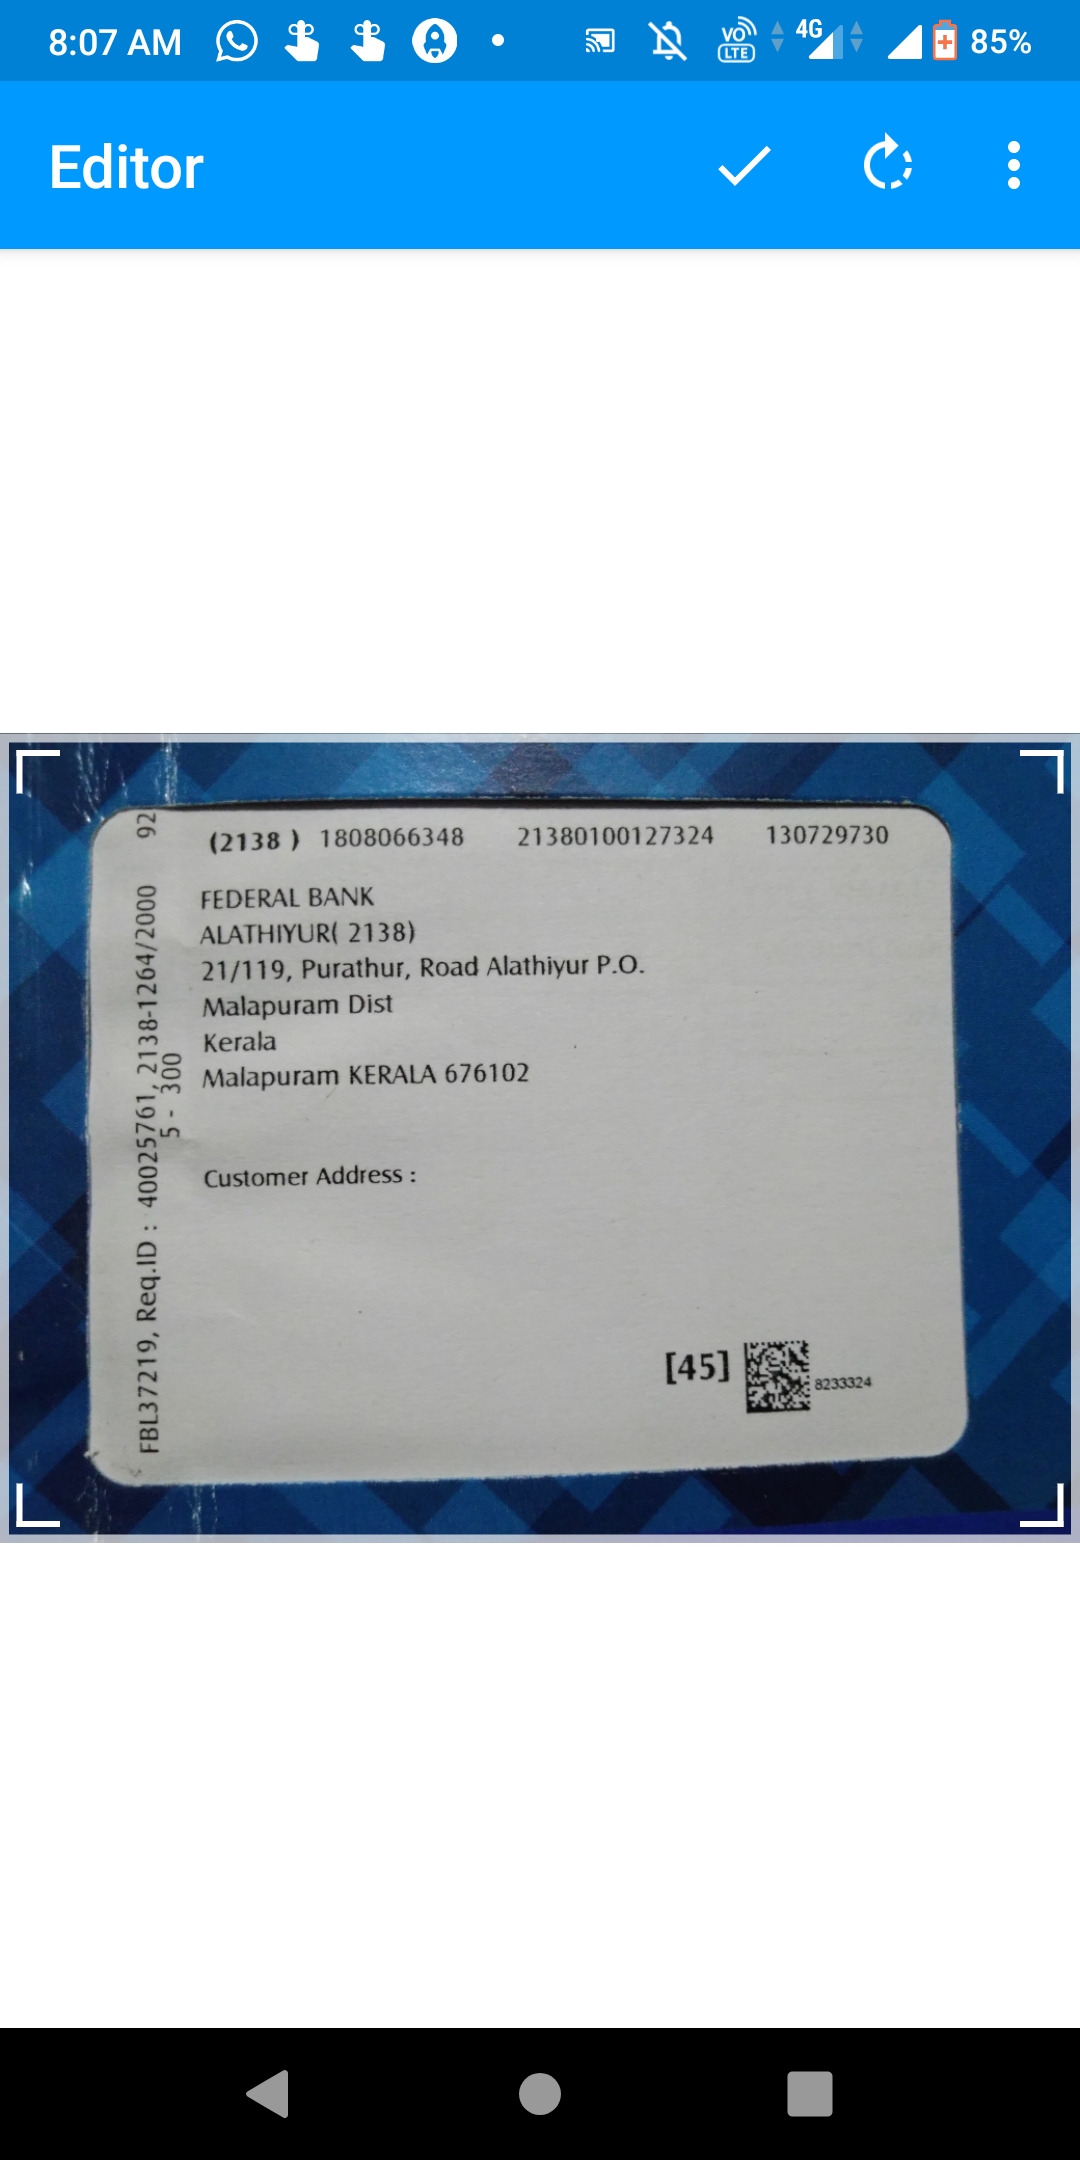 8:07 AM
VO LTE
4G
85%
Editor
(2138 ) 1808066348 21380100127324 130729730
FEDERAL BANK
ALATHIYUR( 2138)
21/119, Purathur, Road Alathiyur P.O.
Malapuram Dist
Kerala
Malapuram KERALA 676102
Customer Address :
[45] 8233324
FBL37219, Req.ID : 40025761, 2138-1264/2000 92
5 - 300